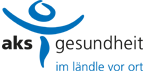 aks gesundheit
im ländle vor ort